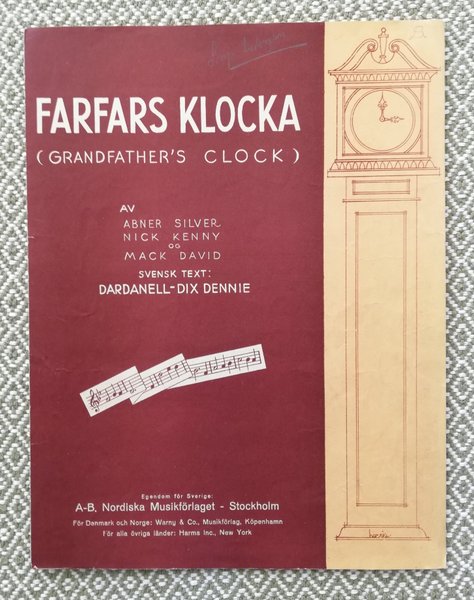 FARFARS KLOCKA
(GRANDFATHER'S CLOCK)
AV
ABNER SILVER
NICK KENNY
OG
MACK DAVID
SVENSK TEXT:
DARDANELL-DIX DENNIE
Egendom för Sverige:
A-B, Nordiska Musikförlaget - Stockholm
För Denmark och Norge: Warny & Co., Musikförlag, Köpenhamn
För alla övriga länder: Harms Inc., New York